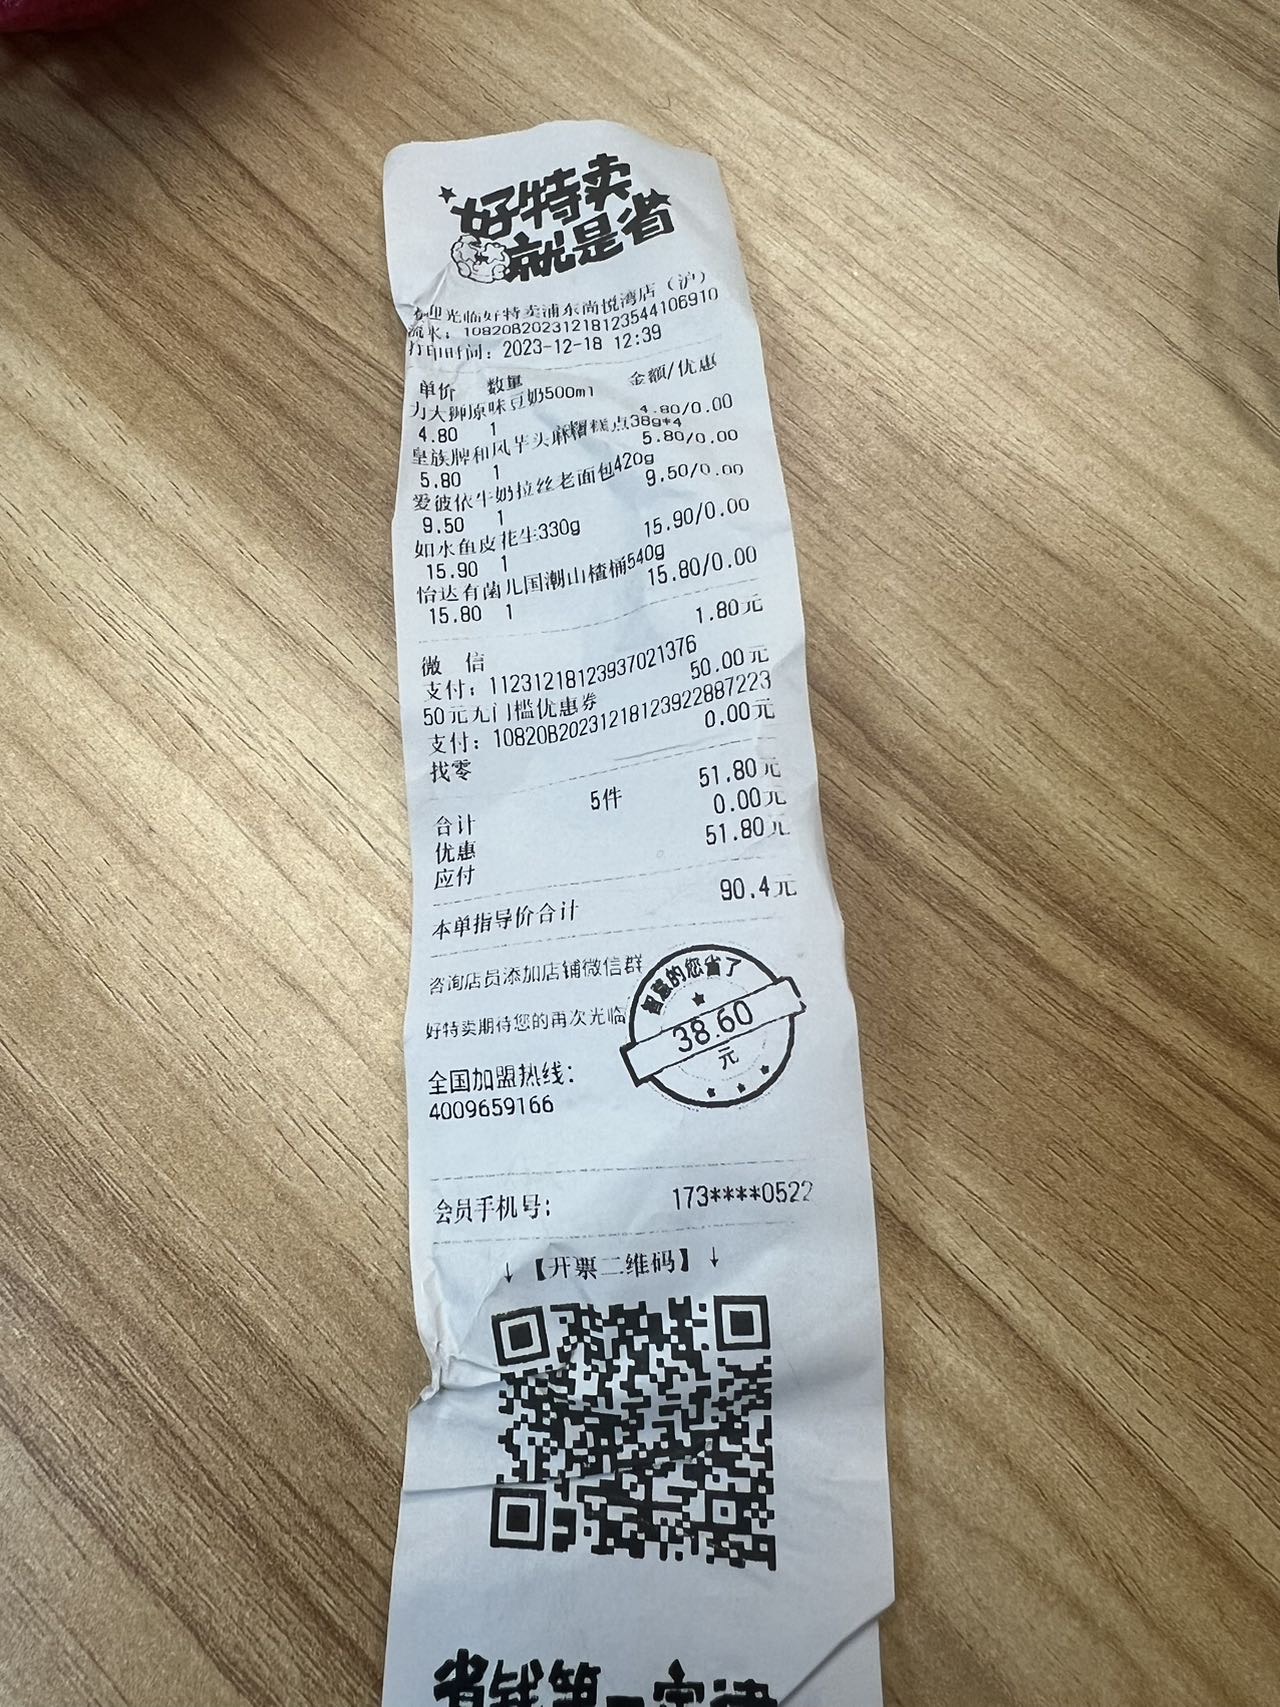 好特卖
就是省
欢迎光临好特卖浦东尚悦湾店（沪）
流水：10820B20231218123544106910
打印时间：2023-12-18 12:39
单价 数量 金额/优惠
力大狮原味豆奶500ml
4.80 1 4.80/0.00
皇族牌和风芋头麻糬糕点38g*4
5.80 1 5.80/0.00
爱彼依牛奶拉丝老面包420g
9.50 1 9.50/0.00
如水鱼皮花生330g
15.90 1 15.90/0.00
怡达有菌儿国潮山楂桶540g
15.80 1 15.80/0.00
微 信 1.80元
支付：11231218123937021376
50元无门槛优惠券 50.00元
支付：10820B20231218123922887223
找零 0.00元
合计 5件 51.80元
优惠 0.00元
应付 51.80元
本单指导价合计 90.4元
咨询店员添加店铺微信群
好特卖期待您的再次光临
智慧的您省了
38.60
元
全国加盟热线：
4009659166
会员手机号： 173****0522
↓【开票二维码】↓
省钱第一定律